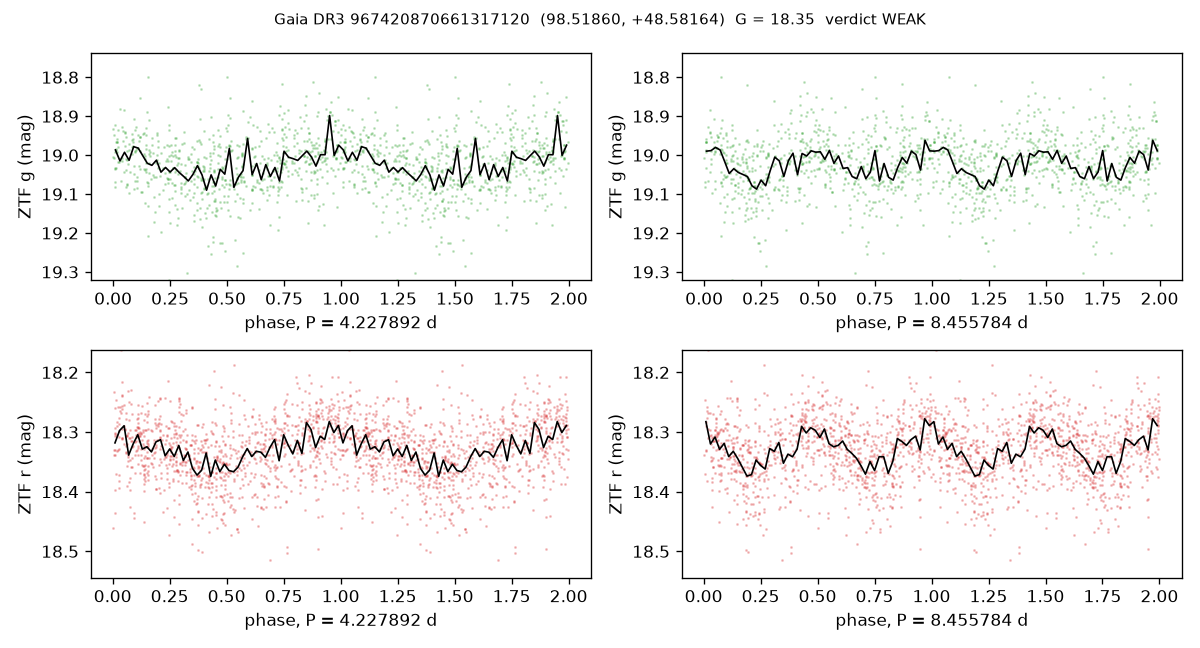 Gaia DR3 967420870661317120  (98.51860, +48.58164)  G = 18.35  verdict WEAK
ZTF g (mag)
18.8
18.9
19.0
19.1
19.2
19.3
0.00 0.25 0.50 0.75 1.00 1.25 1.50 1.75 2.00
phase, P = 4.227892 d
ZTF g (mag)
18.8
18.9
19.0
19.1
19.2
19.3
0.00 0.25 0.50 0.75 1.00 1.25 1.50 1.75 2.00
phase, P = 8.455784 d
ZTF r (mag)
18.2
18.3
18.4
18.5
0.00 0.25 0.50 0.75 1.00 1.25 1.50 1.75 2.00
phase, P = 4.227892 d
ZTF r (mag)
18.2
18.3
18.4
18.5
0.00 0.25 0.50 0.75 1.00 1.25 1.50 1.75 2.00
phase, P = 8.455784 d